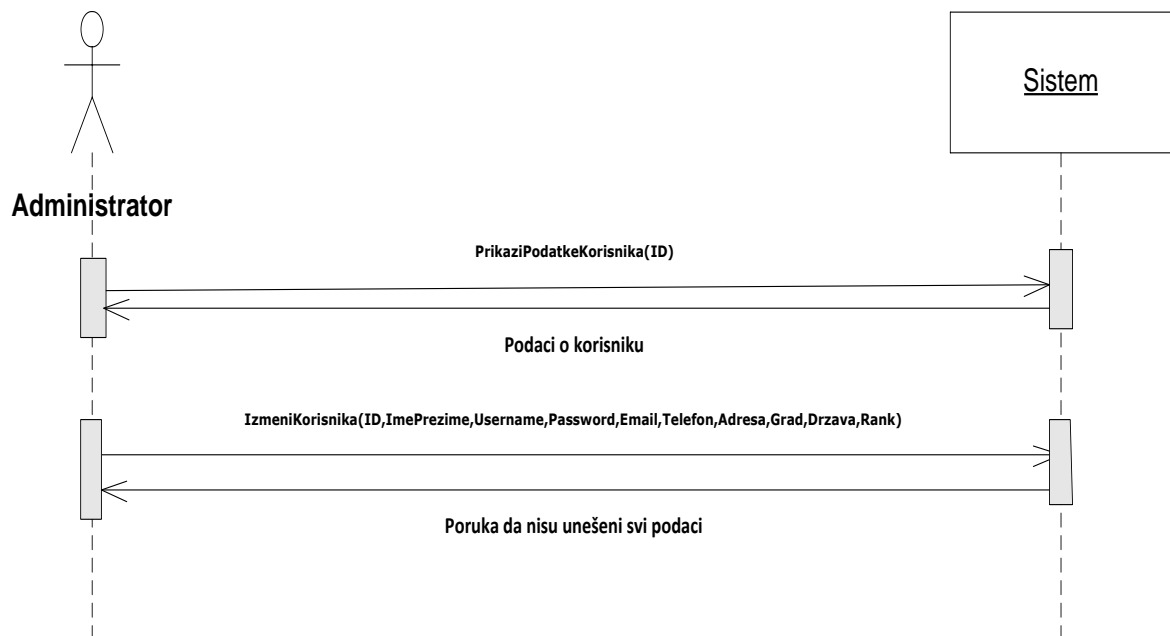 Sistem
Administrator
PrikaziPodatkeKorisnika(ID)
Podaci o korisniku
IzmeniKorisnika(ID,ImePrezime,Username,Password,Email,Telefon,Adresa,Grad,Drzava,Rank)
Poruka da nisu unešeni svi podaci